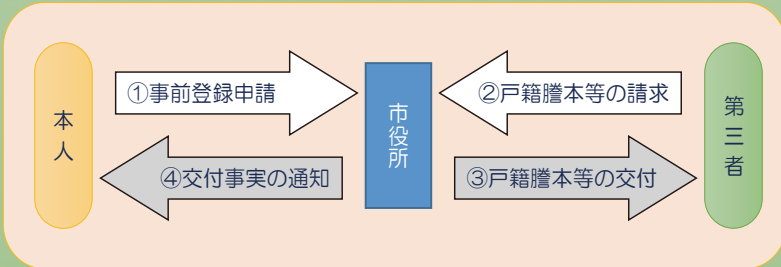 本人
①事前登録申請
市役所
②戸籍謄本等の請求
第三者
④交付事実の通知
③戸籍謄本等の交付